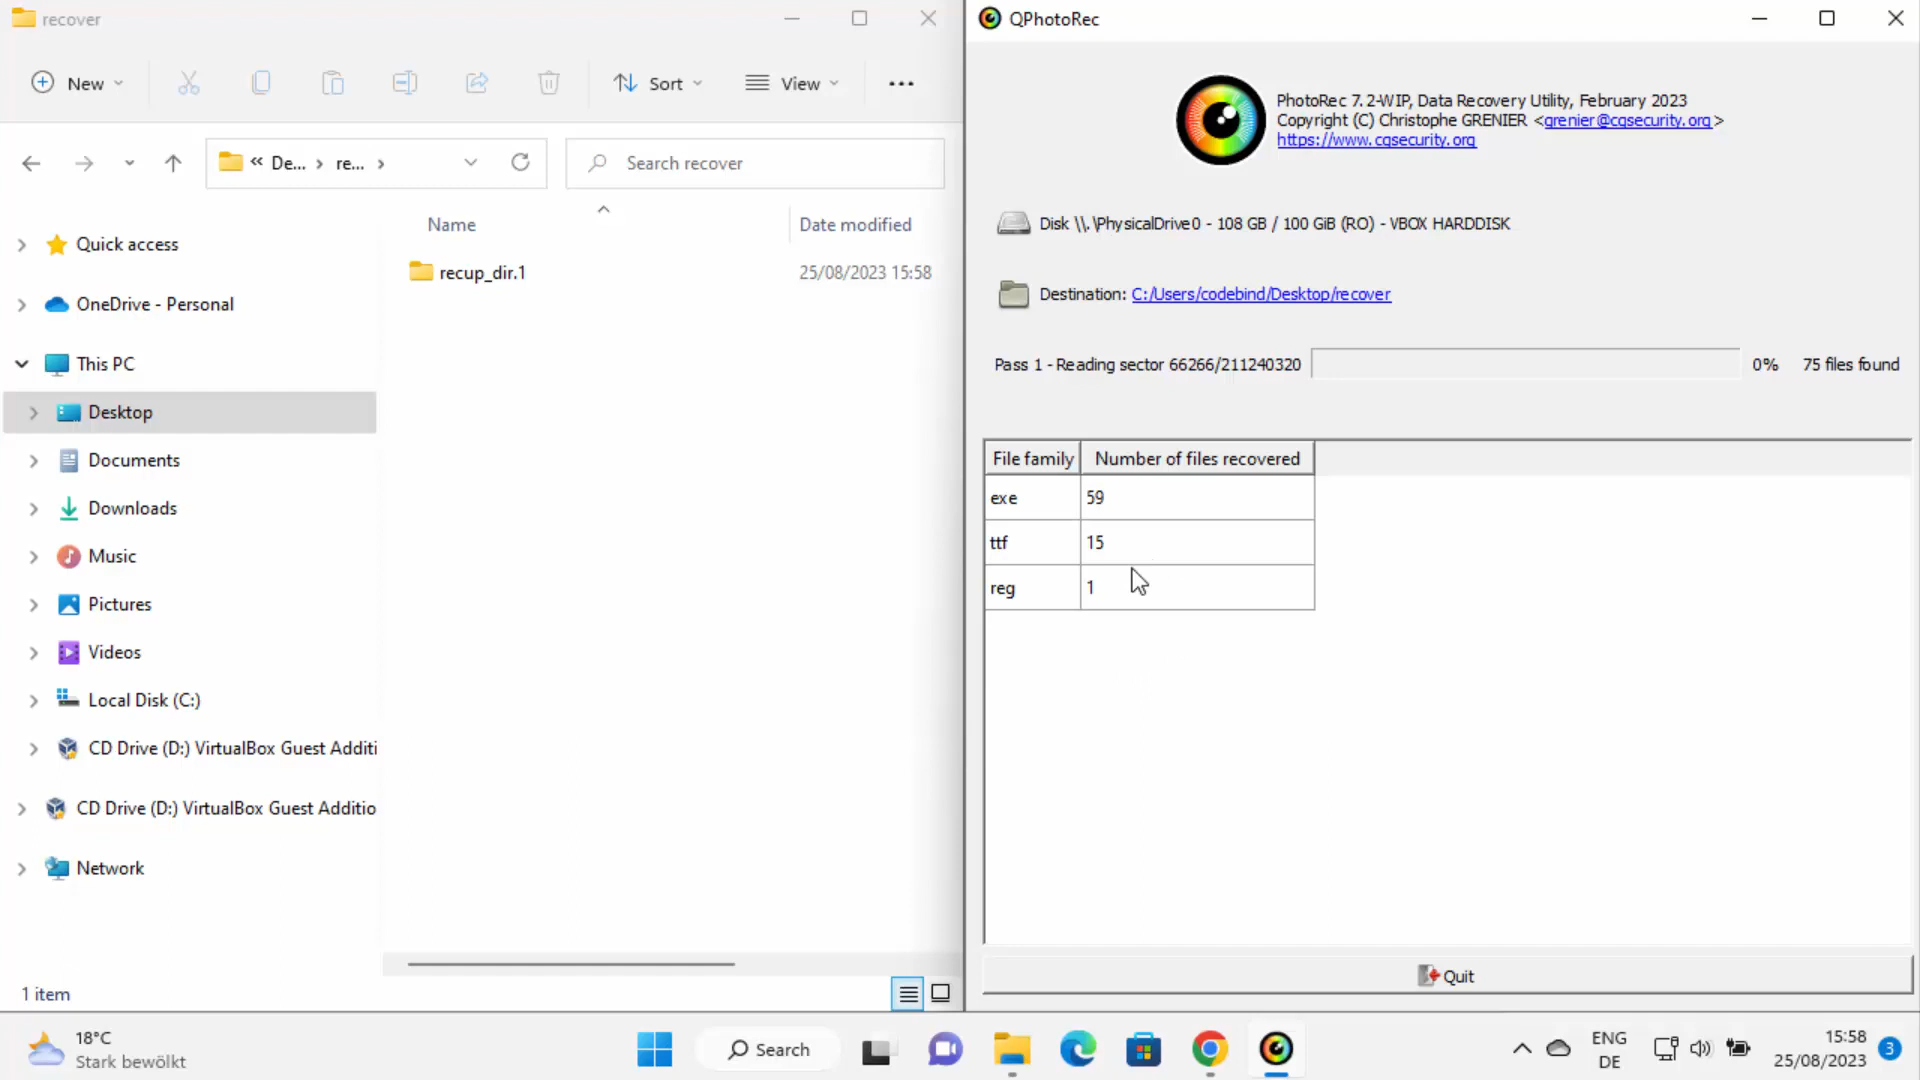 recover
New
Sort
View
« De... › re... ›
Search recover
Quick access
OneDrive - Personal
This PC
Desktop
Documents
Downloads
Music
Pictures
Videos
Local Disk (C:)
CD Drive (D:) VirtualBox Guest Additi
CD Drive (D:) VirtualBox Guest Additio
Network
Name Date modified
recup_dir.1 25/08/2023 15:58
1 item
QPhotoRec
PhotoRec 7.2-WIP, Data Recovery Utility, February 2023
Copyright (C) Christophe GRENIER <grenier@cgsecurity.org>
https://www.cgsecurity.org
Disk \\.\PhysicalDrive0 - 108 GB / 100 GiB (RO) - VBOX HARDDISK
Destination: C:/Users/codebind/Desktop/recover
Pass 1 - Reading sector 66266/211240320 0% 75 files found
File family Number of files recovered
exe 59
ttf 15
reg 1
Quit
18°C
Stark bewölkt
Search
ENG
DE
15:58
25/08/2023
3